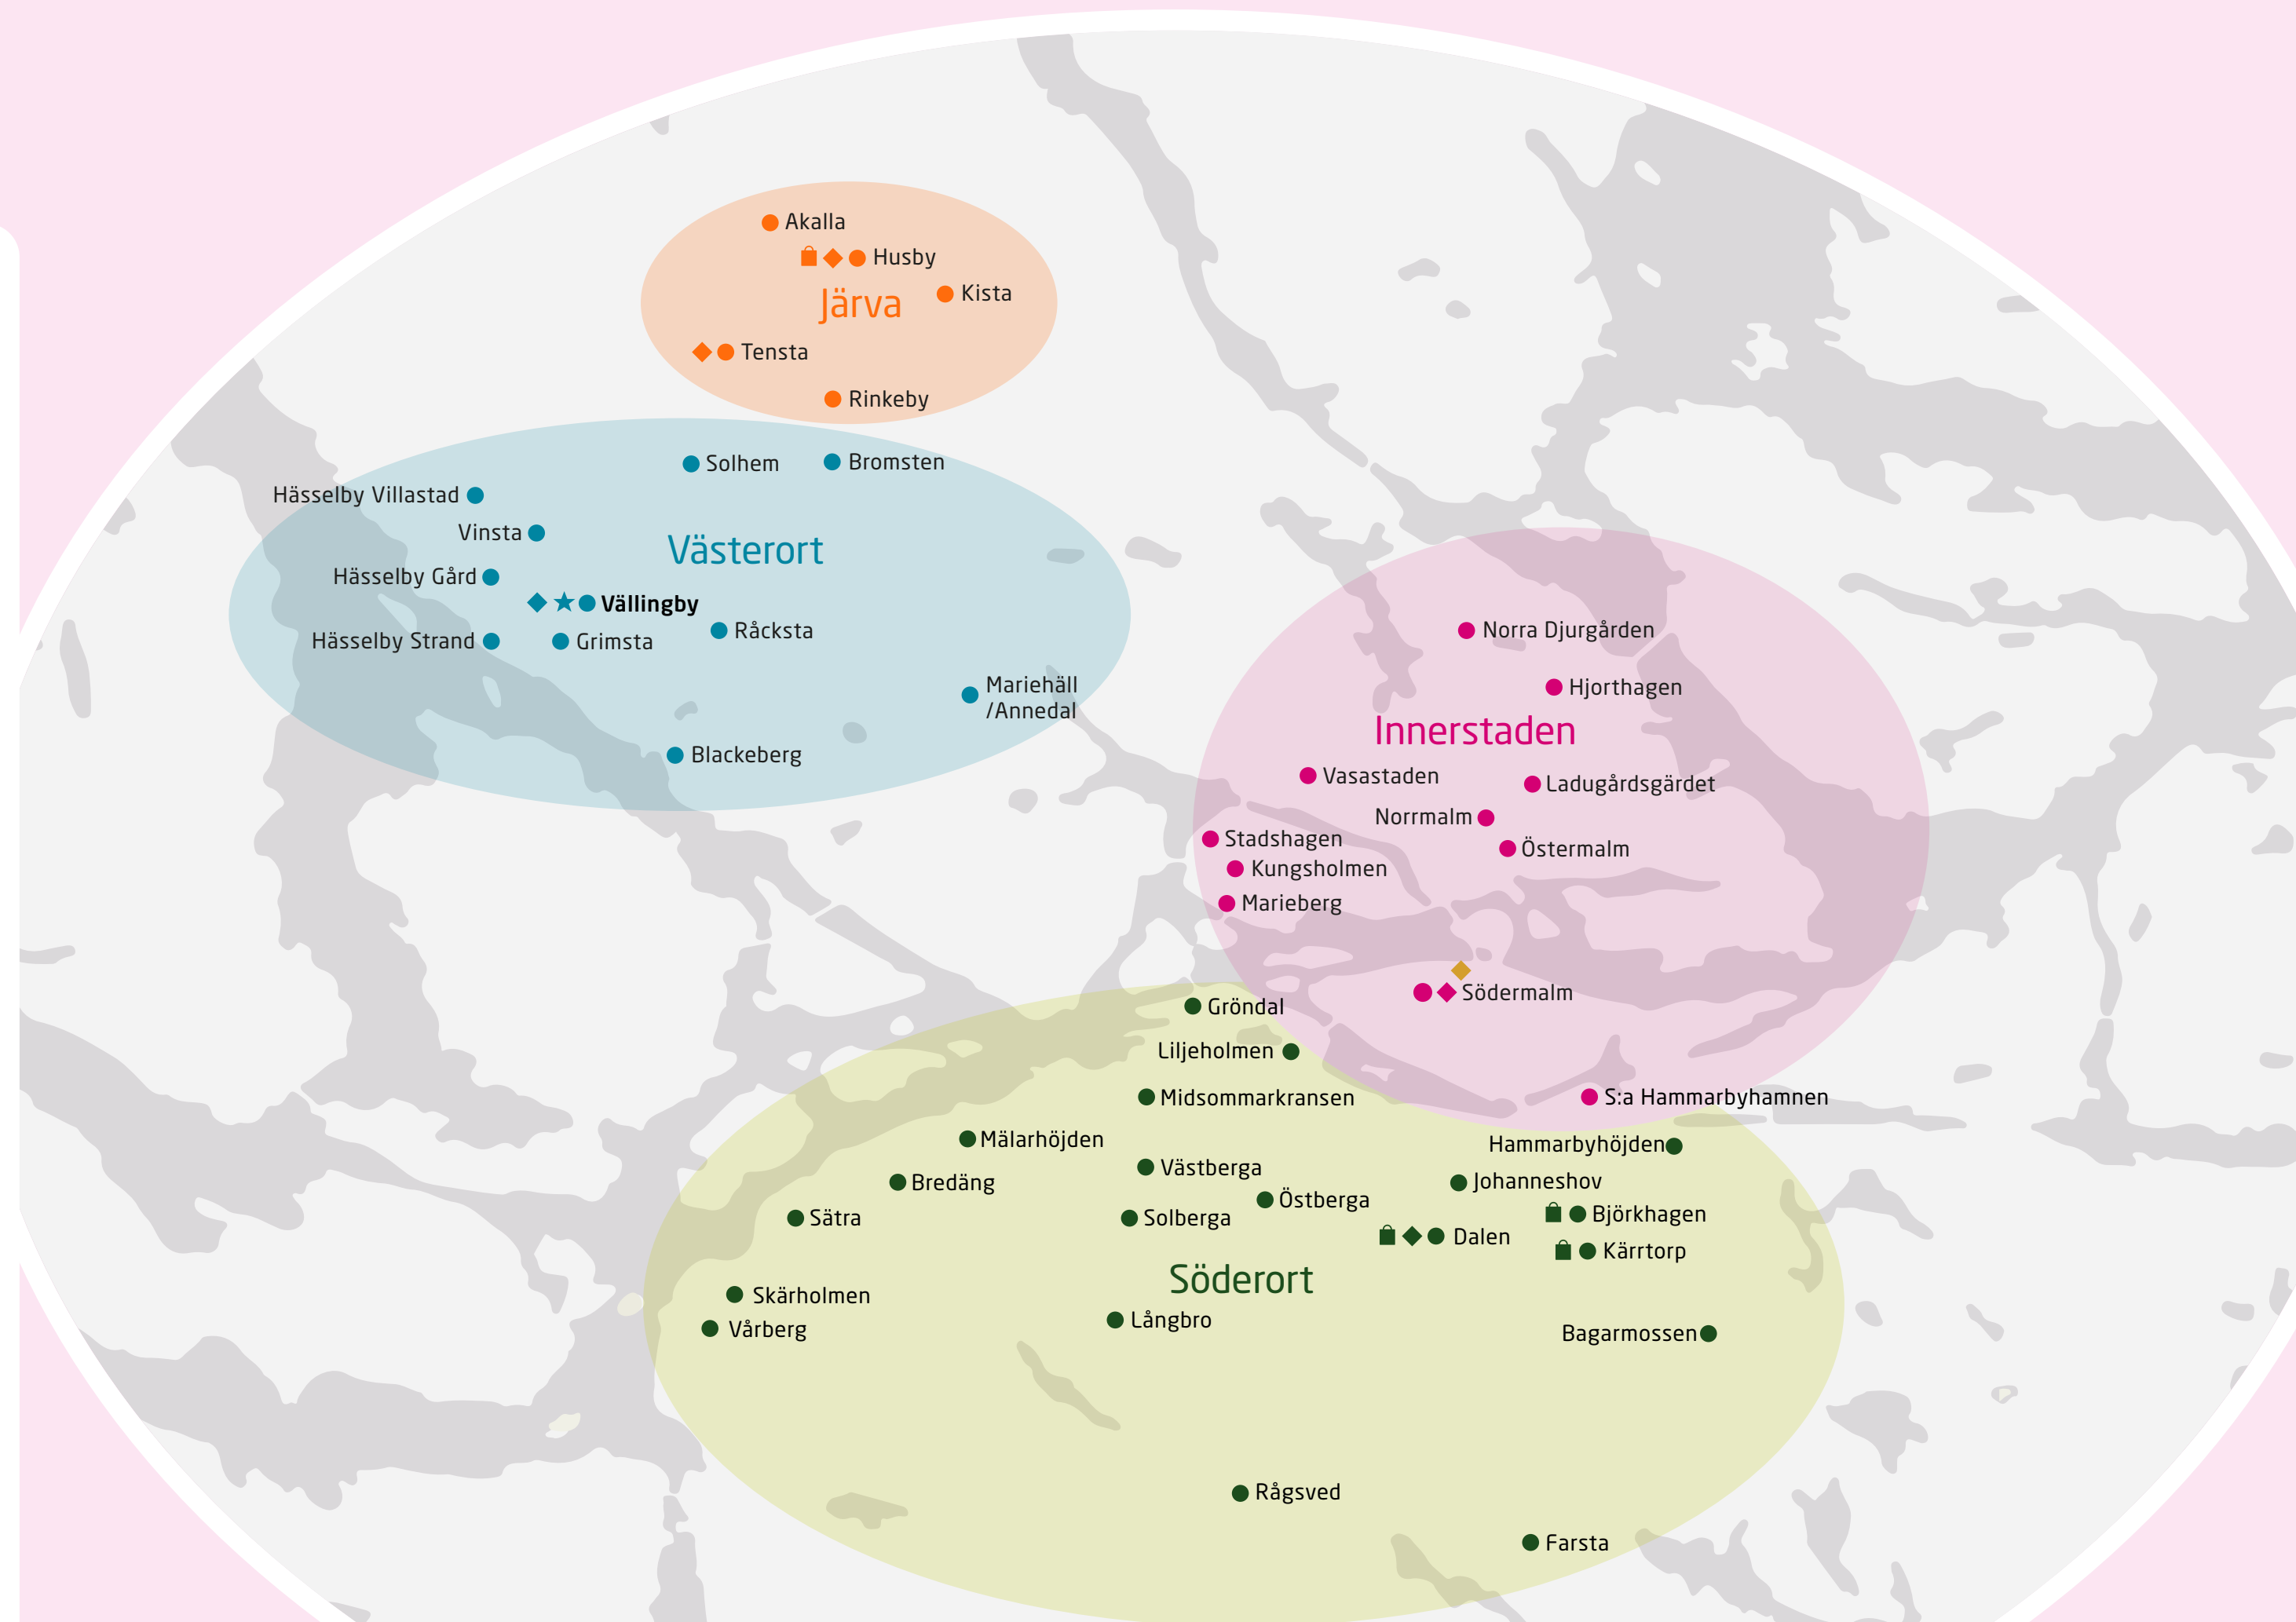 Akalla
Husby
Kista
Järva
Tensta
Rinkeby
Solhem
Bromsten
Hässelby Villastad
Vinsta
Västerort
Hässelby Gård
Vällingby
Råcksta
Hässelby Strand
Grimsta
Mariehäll
/Annedal
Blackeberg
Norra Djurgården
Hjorthagen
Innerstaden
Vasastaden
Ladugårdsgärdet
Norrmalm
Stadshagen
Östermalm
Kungsholmen
Marieberg
Södermalm
Gröndal
Liljeholmen
Midsommarkransen
S:a Hammarbyhamnen
Mälarhöjden
Hammarbyhöjden
Västberga
Bredäng
Johanneshov
Östberga
Sätra
Solberga
Björkhagen
Dalen
Kärrtorp
Söderort
Skärholmen
Långbro
Vårberg
Bagarmossen
Rågsved
Farsta